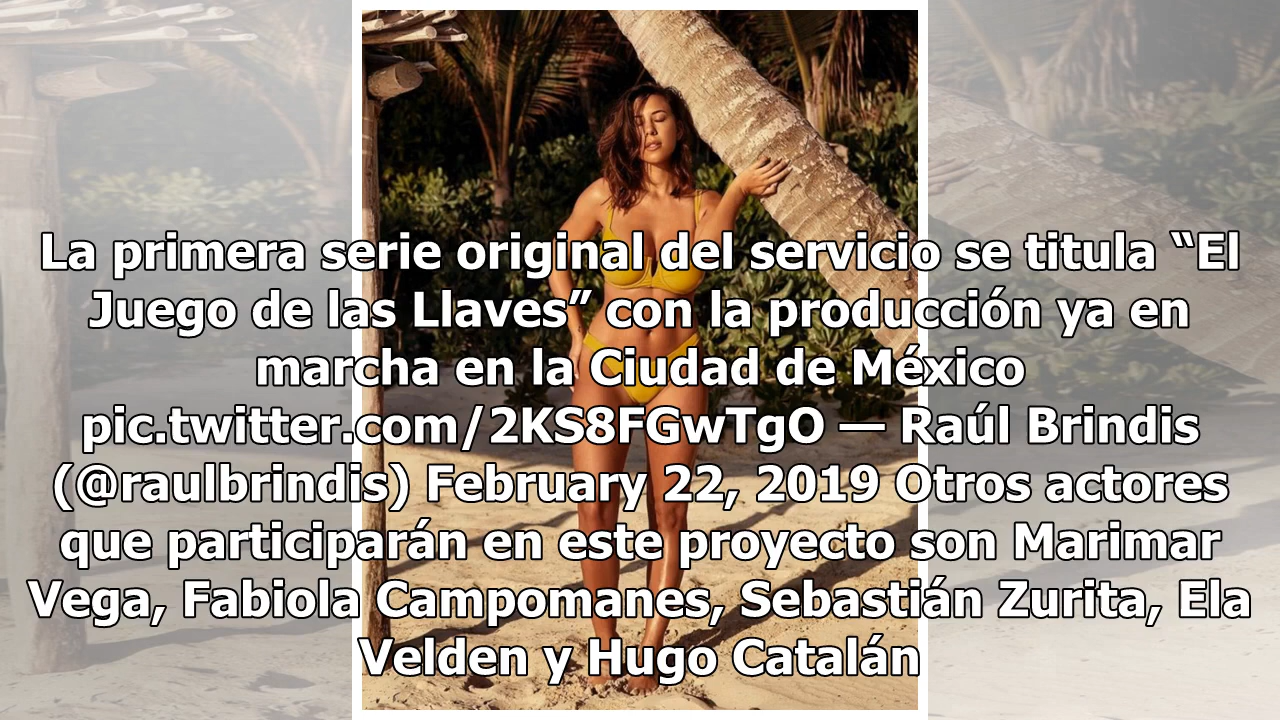 La primera serie original del servicio se titula “El
Juego de las Llaves” con la producción ya en
marcha en la Ciudad de México
pic.twitter.com/2KS8FGwTgO — Raúl Brindis
(@raulbrindis) February 22, 2019 Otros actores
que participarán en este proyecto son Marimar
Vega, Fabiola Campomanes, Sebastián Zurita, Ela
Velden y Hugo Catalán